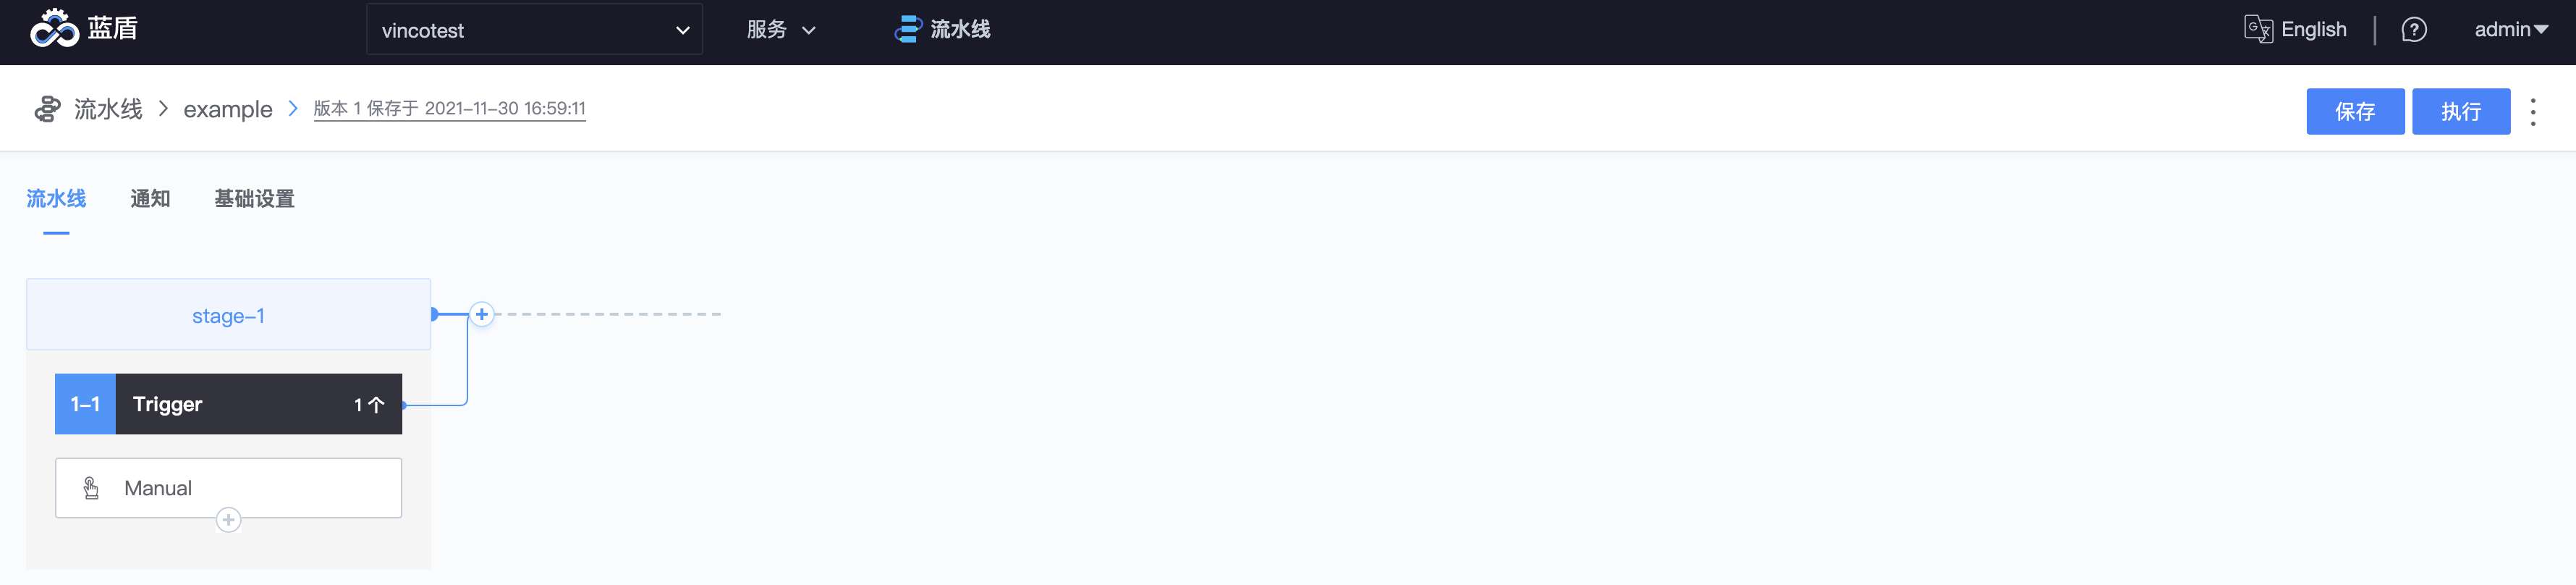 蓝盾
vincotest
服务
流水线
English
admin
流水线 > example > 版本 1 保存于 2021-11-30 16:59:11
保存
执行
流水线
通知
基础设置
stage-1
1-1 Trigger 1 个
Manual